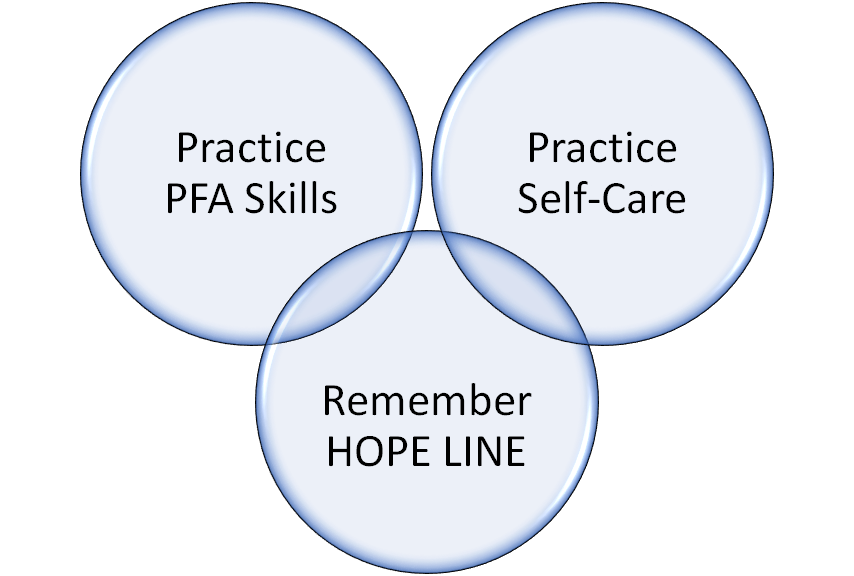 Practice
PFA Skills
Practice
Self-Care
Remember
HOPE LINE